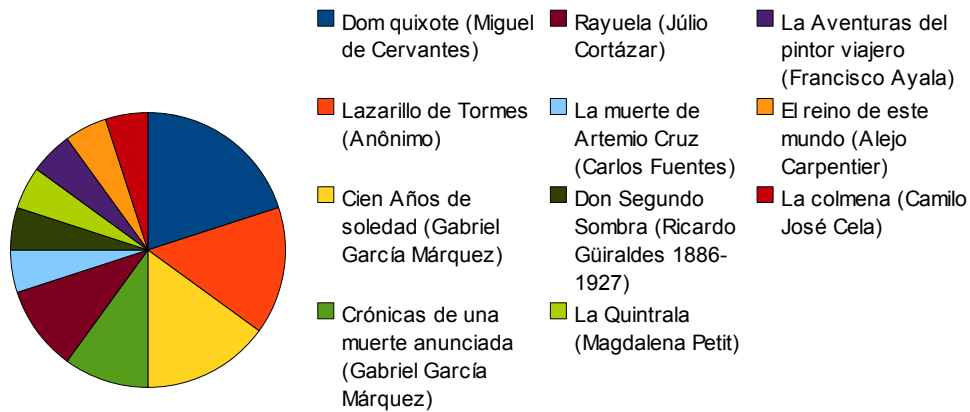 Dom quixote (Miguel
de Cervantes)
Lazarillo de Tormes
(Anônimo)
Cien Años de
soledad (Gabriel
García Márquez)
Crónicas de una
muerte anunciada
(Gabriel García
Márquez)
Rayuela (Júlio
Cortázar)
La muerte de
Artemio Cruz
(Carlos Fuentes)
Don Segundo
Sombra (Ricardo
Güiraldes 1886-
1927)
La Quintrala
(Magdalena Petit)
La Aventuras del
pintor viajero
(Francisco Ayala)
El reino de este
mundo (Alejo
Carpentier)
La colmena (Camilo
José Cela)